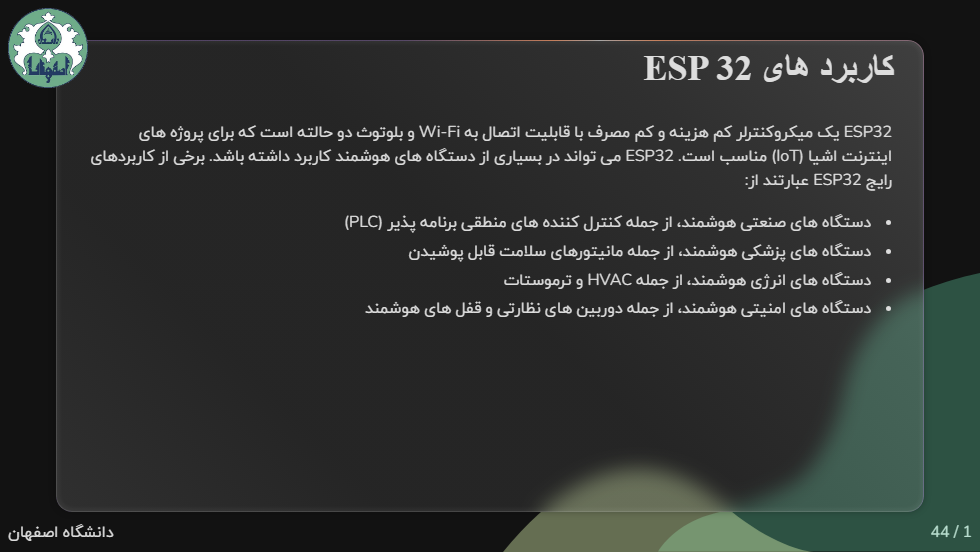 کاربرد های ESP 32
ESP32 یک میکروکنترلر کم هزینه و کم مصرف با قابلیت اتصال به Wi-Fi و بلوتوث دو حالته است که برای پروژه های
اینترنت اشیا (IoT) مناسب است. ESP32 می تواند در بسیاری از دستگاه های هوشمند کاربرد داشته باشد. برخی از کاربردهای
رایج ESP32 عبارتند از:
• دستگاه های صنعتی هوشمند، از جمله کنترل کننده های منطقی برنامه پذیر (PLC)
• دستگاه های پزشکی هوشمند، از جمله مانیتورهای سلامت قابل پوشیدن
• دستگاه های انرژی هوشمند، از جمله HVAC و ترموستات
• دستگاه های امنیتی هوشمند، از جمله دوربین های نظارتی و قفل های هوشمند
44 / 1
دانشگاه اصفهان